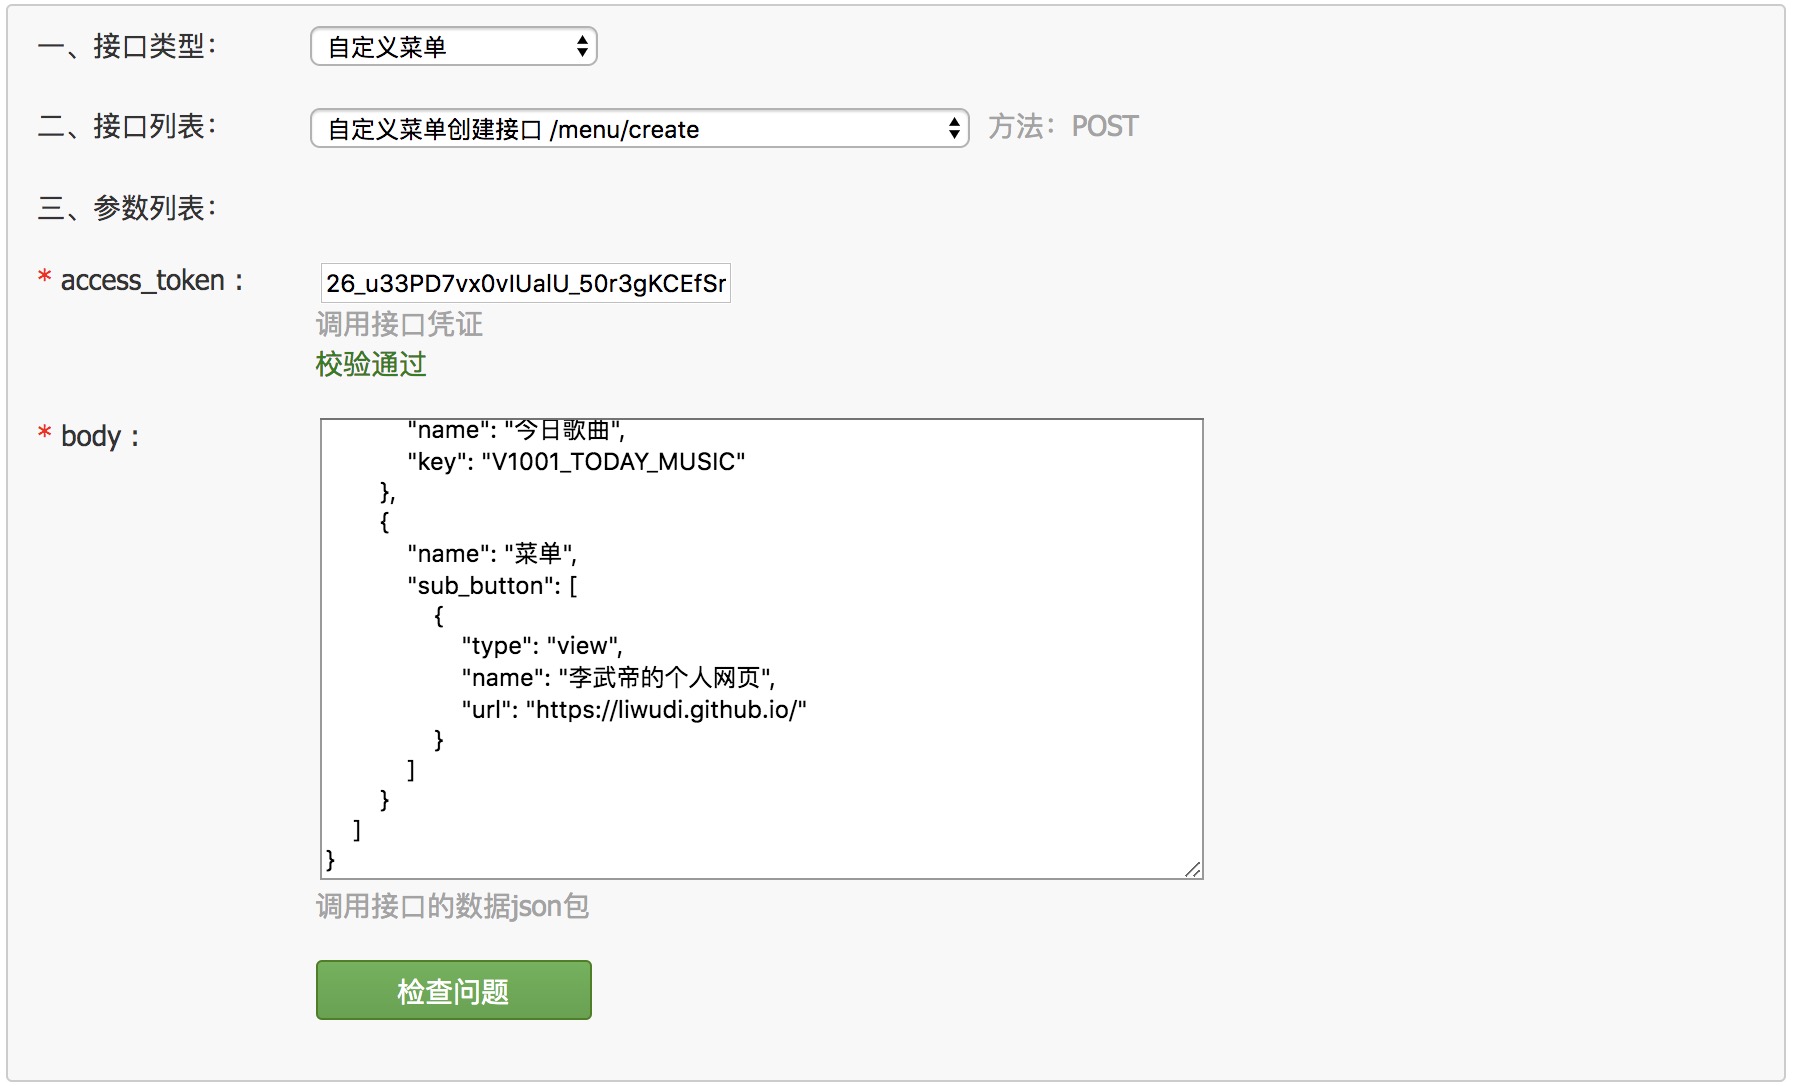 一、接口类型：
自定义菜单
二、接口列表：
自定义菜单创建接口 /menu/create
方法：POST
三、参数列表：
* access_token :
26_u33PD7vx0vIUaIU_50r3gKCEfSr
调用接口凭证
校验通过
* body :
"name": "今日歌曲",
"key": "V1001_TODAY_MUSIC"
},
{
"name": "菜单",
"sub_button": [
{
"type": "view",
"name": "李武帝的个人网页",
"url": "https://liwudi.github.io/"
}
]
}
]
}
调用接口的数据json包
检查问题